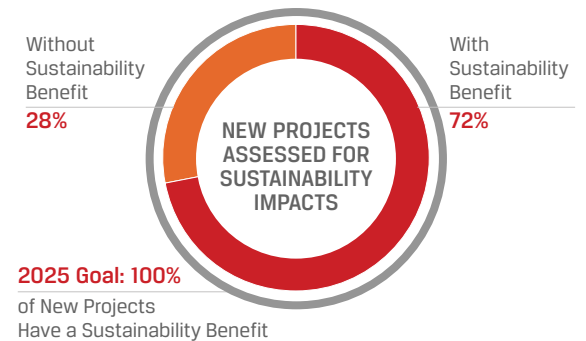 Without
Sustainability
Benefit
28%
With
Sustainability
Benefit
72%
NEW PROJECTS
ASSESSED FOR
SUSTAINABILITY
IMPACTS
2025 Goal: 100%
of New Projects
Have a Sustainability Benefit